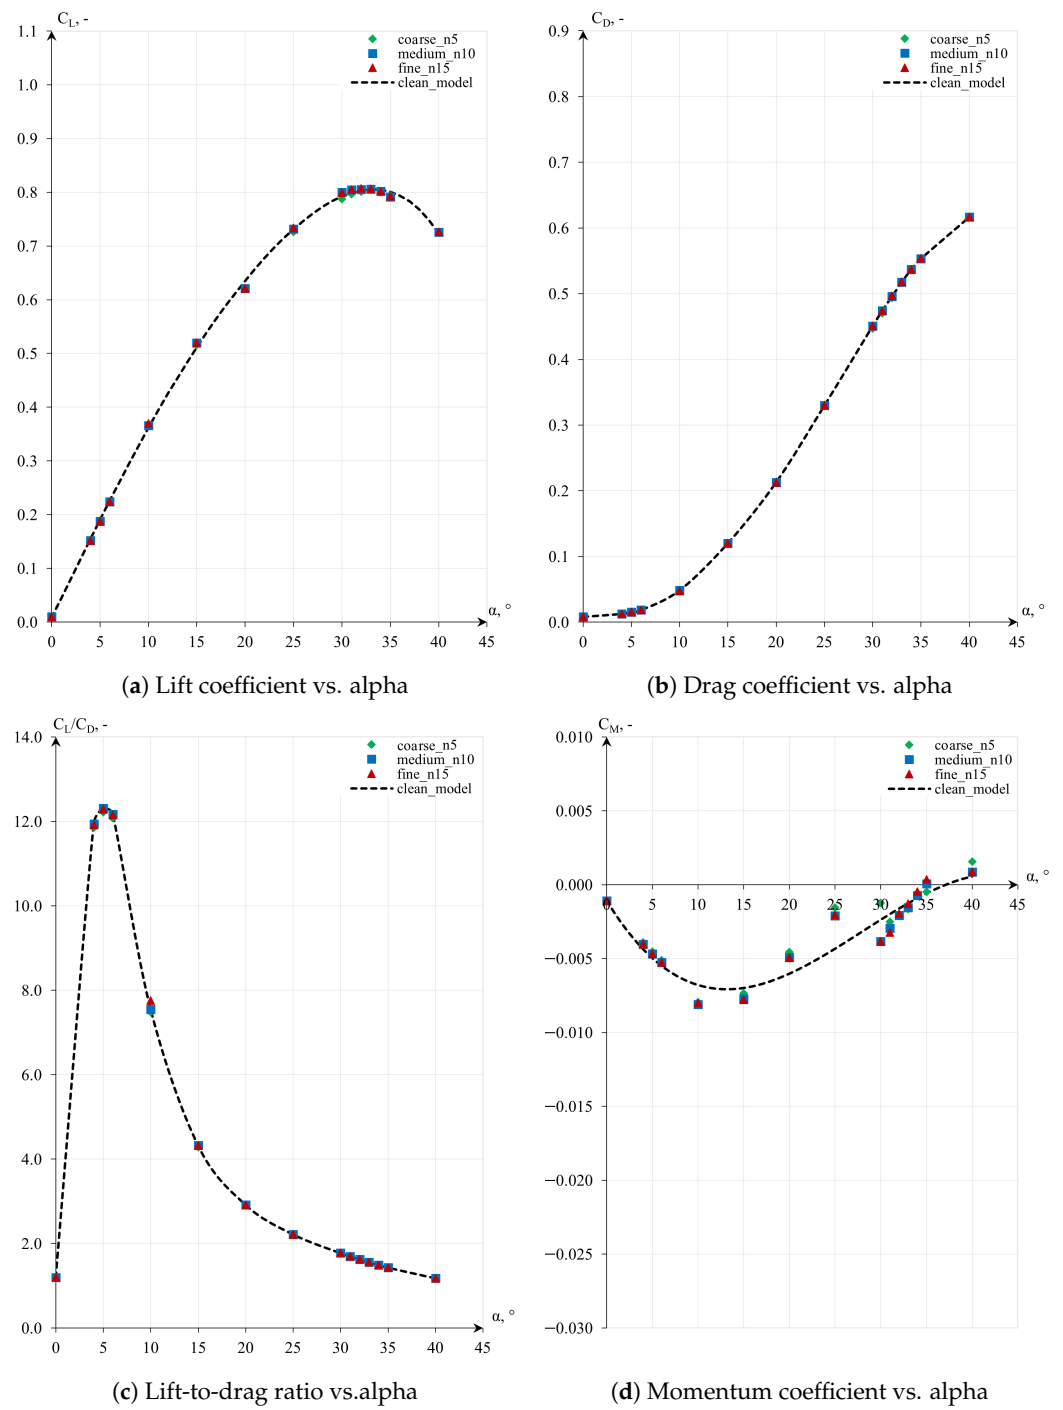 C_L, -
1.1
1.0
0.9
0.8
0.7
0.6
0.5
0.4
0.3
0.2
0.1
0.0
coarse_n5
medium_n10
fine_n15
clean_model
α, °
0 5 10 15 20 25 30 35 40 45
(a) Lift coefficient vs. alpha
C_D, -
0.9
0.8
0.7
0.6
0.5
0.4
0.3
0.2
0.1
0.0
coarse_n5
medium_n10
fine_n15
clean_model
α, °
0 5 10 15 20 25 30 35 40 45
(b) Drag coefficient vs. alpha
C_L/C_D, -
14.0
12.0
10.0
8.0
6.0
4.0
2.0
0.0
coarse_n5
medium_n10
fine_n15
clean_model
α, °
0 5 10 15 20 25 30 35 40 45
(c) Lift-to-drag ratio vs.alpha
C_M, -
0.010
0.005
0.000
−0.005
−0.010
−0.015
−0.020
−0.025
−0.030
coarse_n5
medium_n10
fine_n15
clean_model
α, °
0 5 10 15 20 25 30 35 40 45
(d) Momentum coefficient vs. alpha